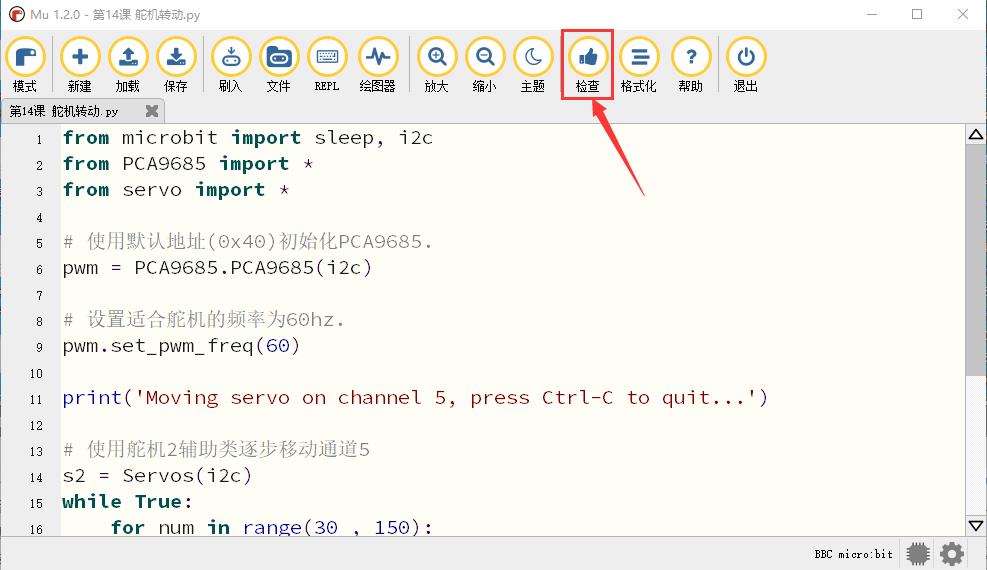 Mu 1.2.0 - 第14课 舵机转动.py
模式 新建 加载 保存 刷入 文件 REPL 绘图器 放大 缩小 主题 检查 格式化 帮助 退出
第14课 舵机转动.py
1 from microbit import sleep, i2c
2 from PCA9685 import *
3 from servo import *
4
5 # 使用默认地址(0x40)初始化PCA9685.
6 pwm = PCA9685.PCA9685(i2c)
7
8 # 设置适合舵机的频率为60hz.
9 pwm.set_pwm_freq(60)
10
11 print('Moving servo on channel 5, press Ctrl-C to quit...')
12
13 # 使用舵机2辅助类逐步移动通道5
14 s2 = Servos(i2c)
15 while True:
16 for num in range(30 , 150):
BBC micro:bit